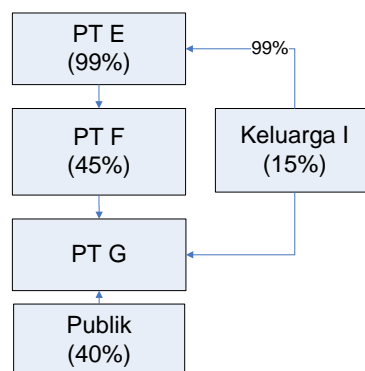 PT E
(99%)
99%
PT F
(45%)
Keluarga I
(15%)
PT G
Publik
(40%)